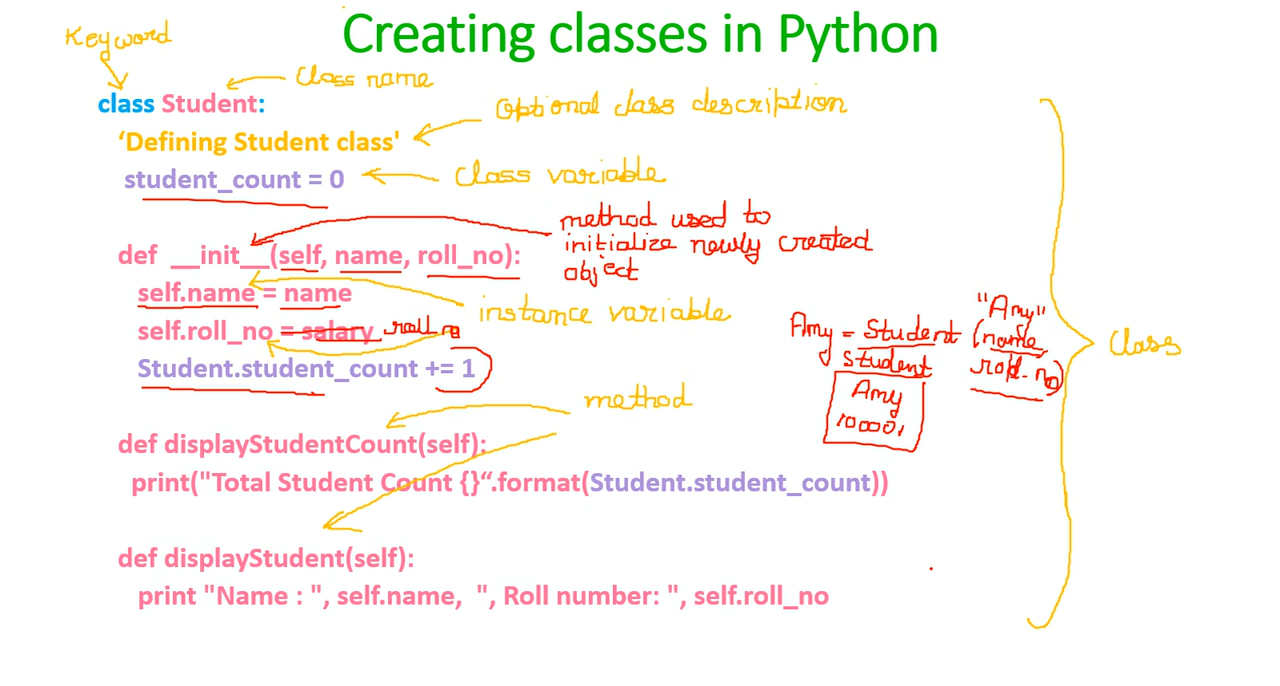 Creating classes in Python
Keyword
Class name
class Student:
Optional class description
‘Defining Student class'
student_count = 0
Class variable
method used to
initialize newly created
object
def __init__(self, name, roll_no):
self.name = name
instance variable
self.roll_no = salary roll no
Student.student_count += 1
"Amy"
Amy = Student (name,
roll_no)
Student
Amy
100001
Class
method
def displayStudentCount(self):
print("Total Student Count {}“.format(Student.student_count))
def displayStudent(self):
print "Name : ", self.name, ", Roll number: ", self.roll_no